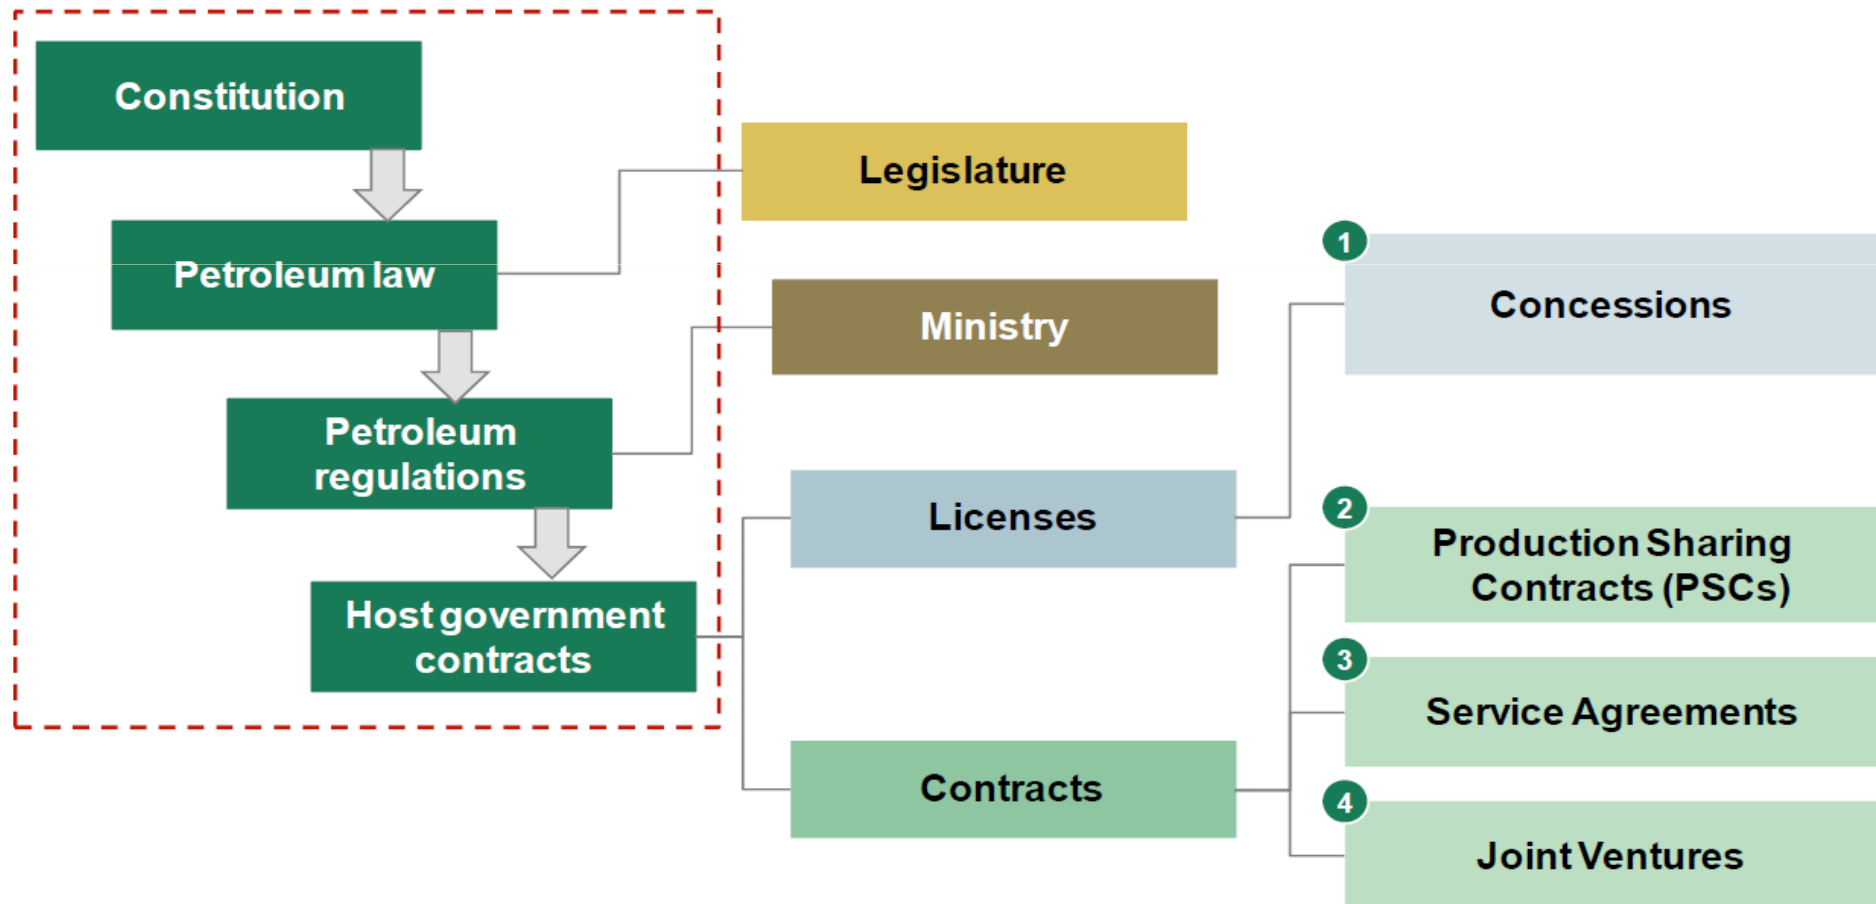 Constitution
Legislature
Petroleum law
Ministry
1
Concessions
Petroleum
regulations
Licenses
2
Production Sharing
Contracts (PSCs)
Host government
contracts
3
Service Agreements
Contracts
4
Joint Ventures